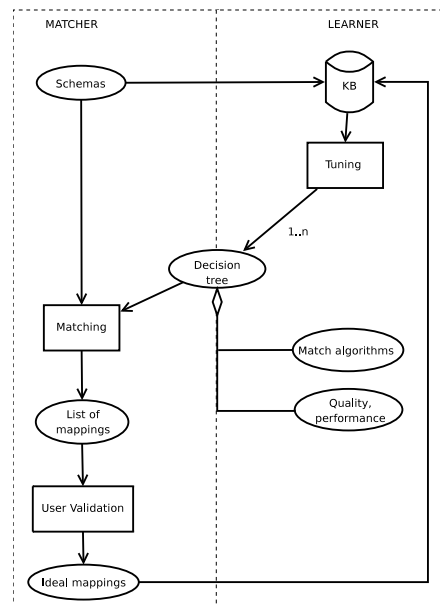 MATCHER
LEARNER
Schemas
KB
Tuning
1..n
Decision
tree
Matching
Match algorithms
List of
mappings
Quality,
performance
User Validation
Ideal mappings